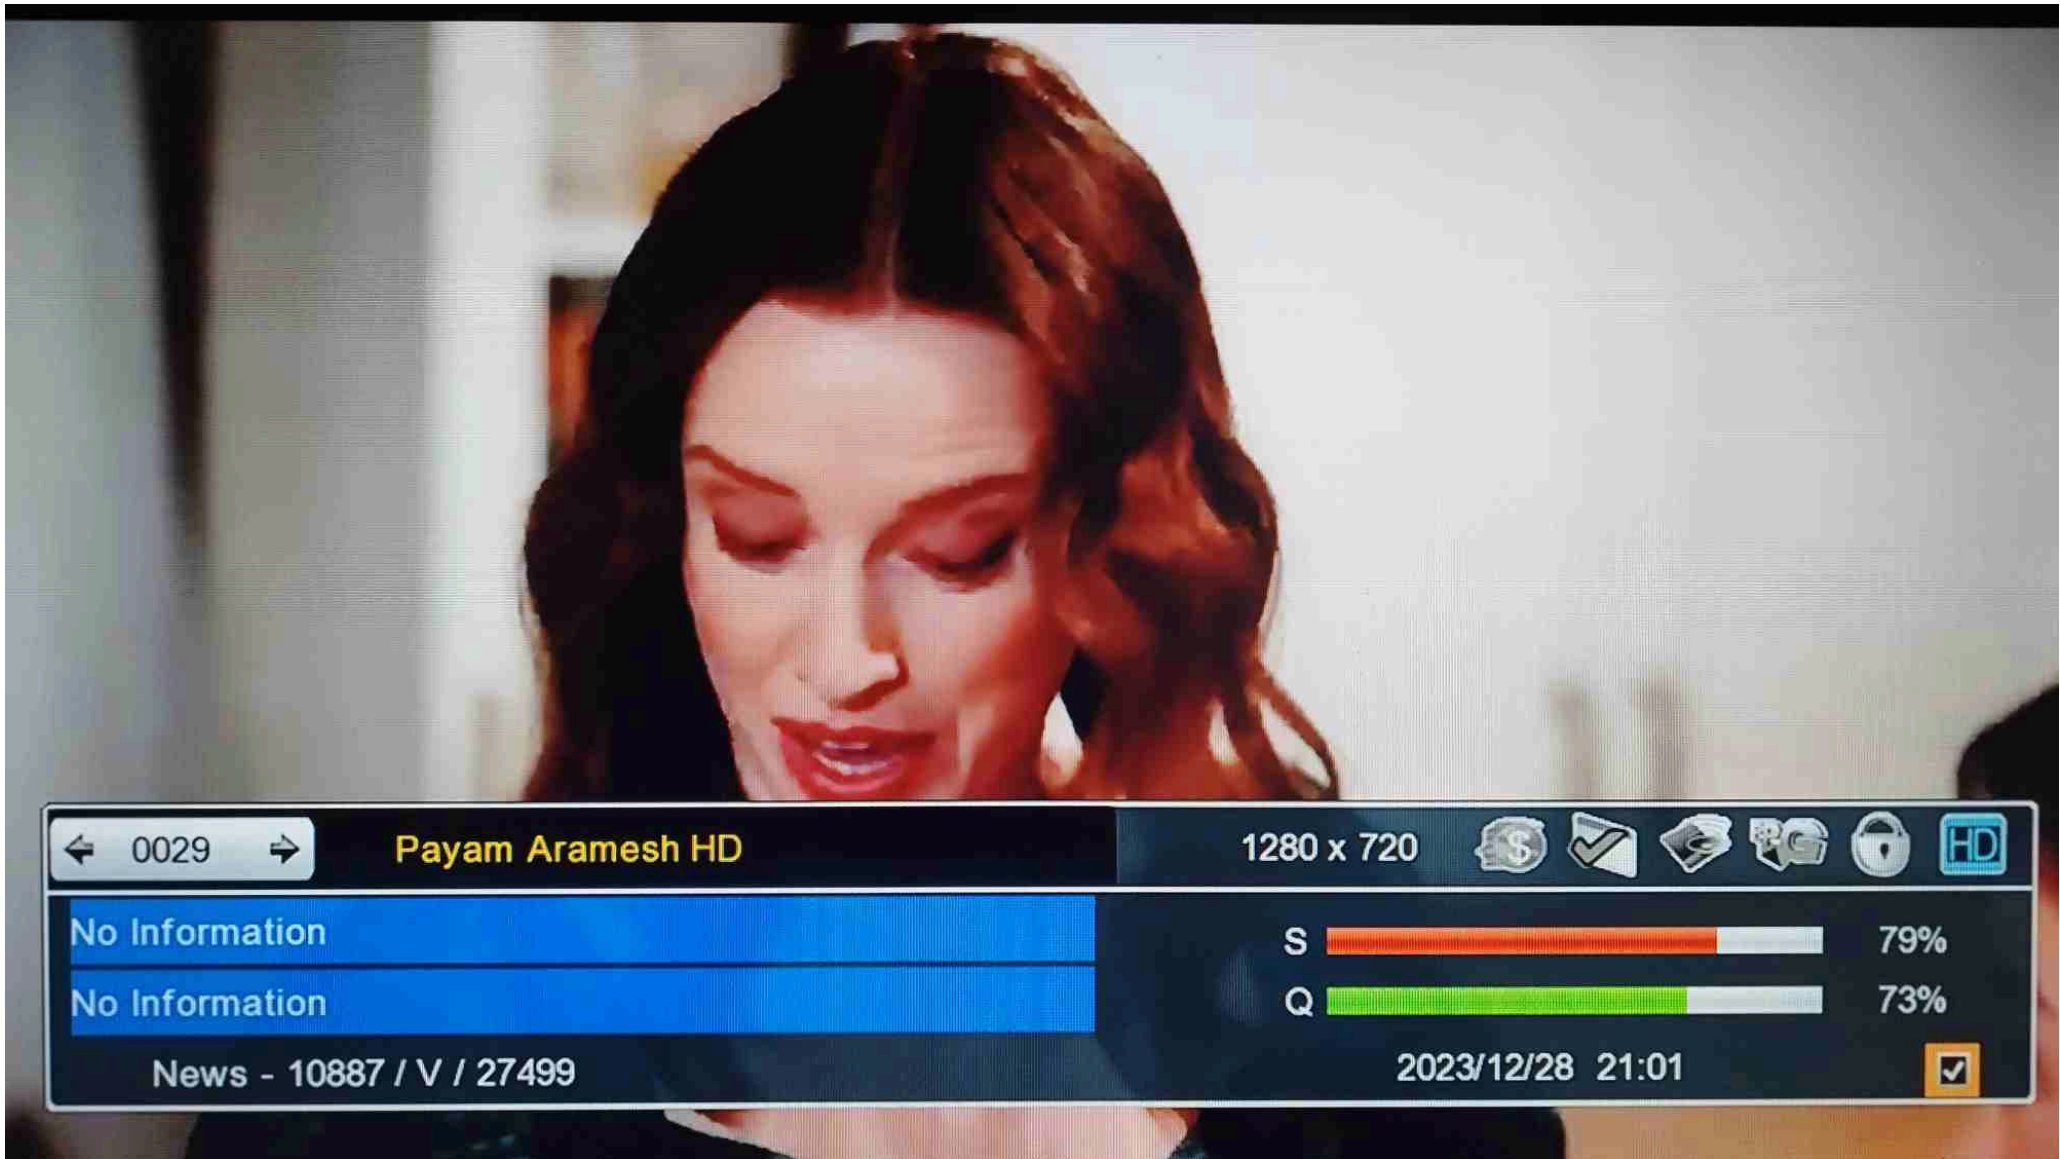 0029 Payam Aramesh HD 1280 x 720 HD
No Information S 79%
No Information Q 73%
News - 10887 / V / 27499 2023/12/28 21:01